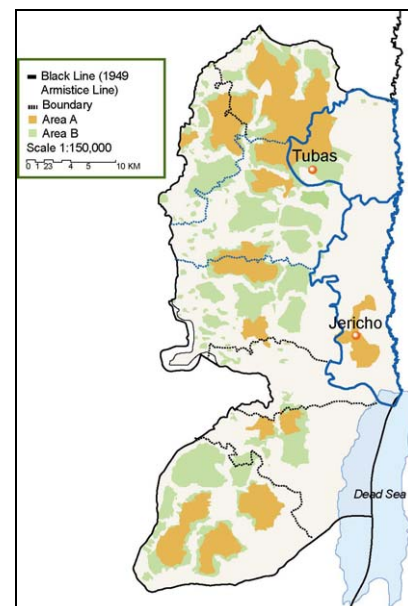 Black Line (1949
Armistice Line)
Boundary
Area A
Area B
Scale 1:150,000
0 1 2 3 4 5 10 KM
Tubas
Jericho
Dead Sea